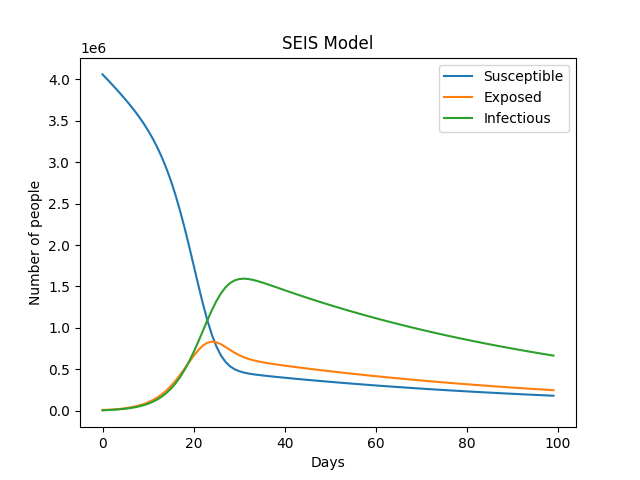 SEIS Model
1e6
Susceptible
Exposed
Infectious
4.0
3.5
3.0
2.5
2.0
1.5
1.0
0.5
0.0
Number of people
0 20 40 60 80 100
Days